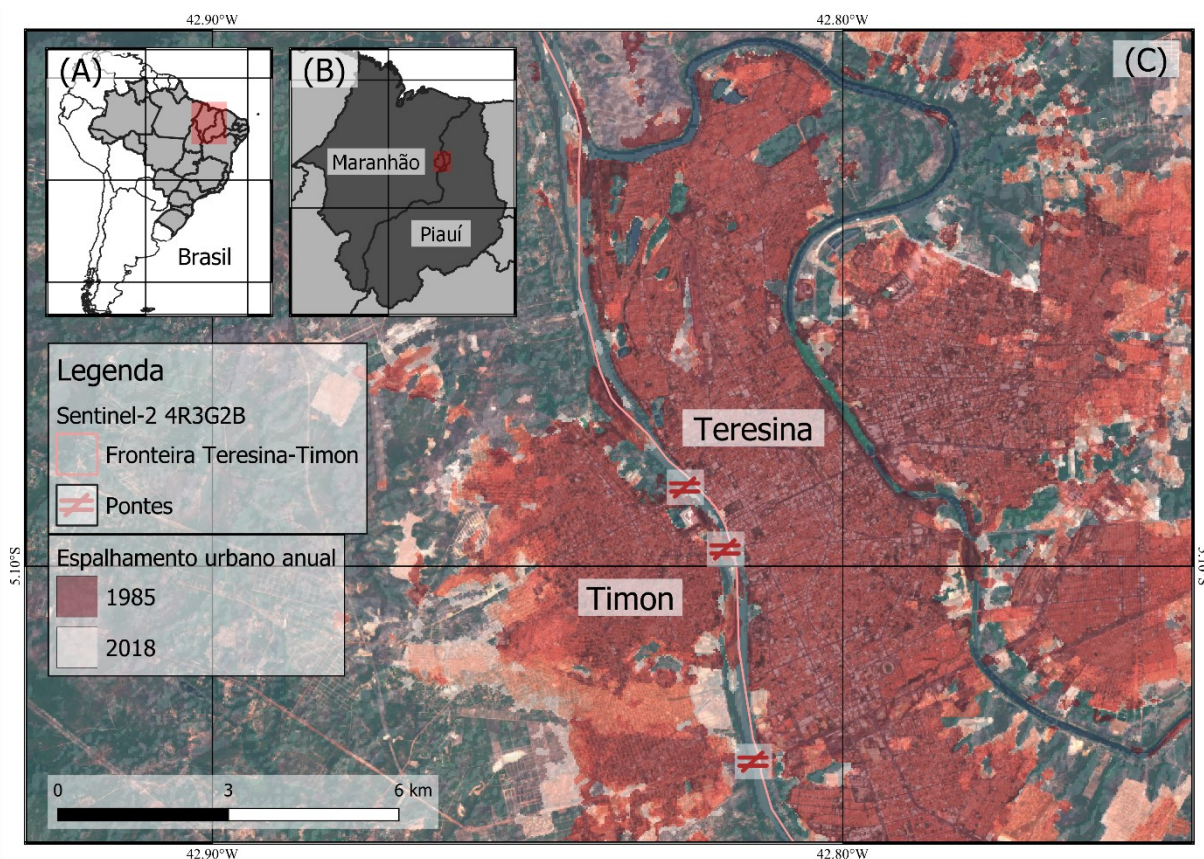 42.90°W
42.80°W
(A)
(B)
(C)
Maranhão
Piauí
Brasil
Legenda
Sentinel-2 4R3G2B
Fronteira Teresina-Timon
Pontes
Espalhamento urbano anual
1985
2018
Teresina
Timon
5.10°S
5.10°S
0
3
6 km
42.90°W
42.80°W